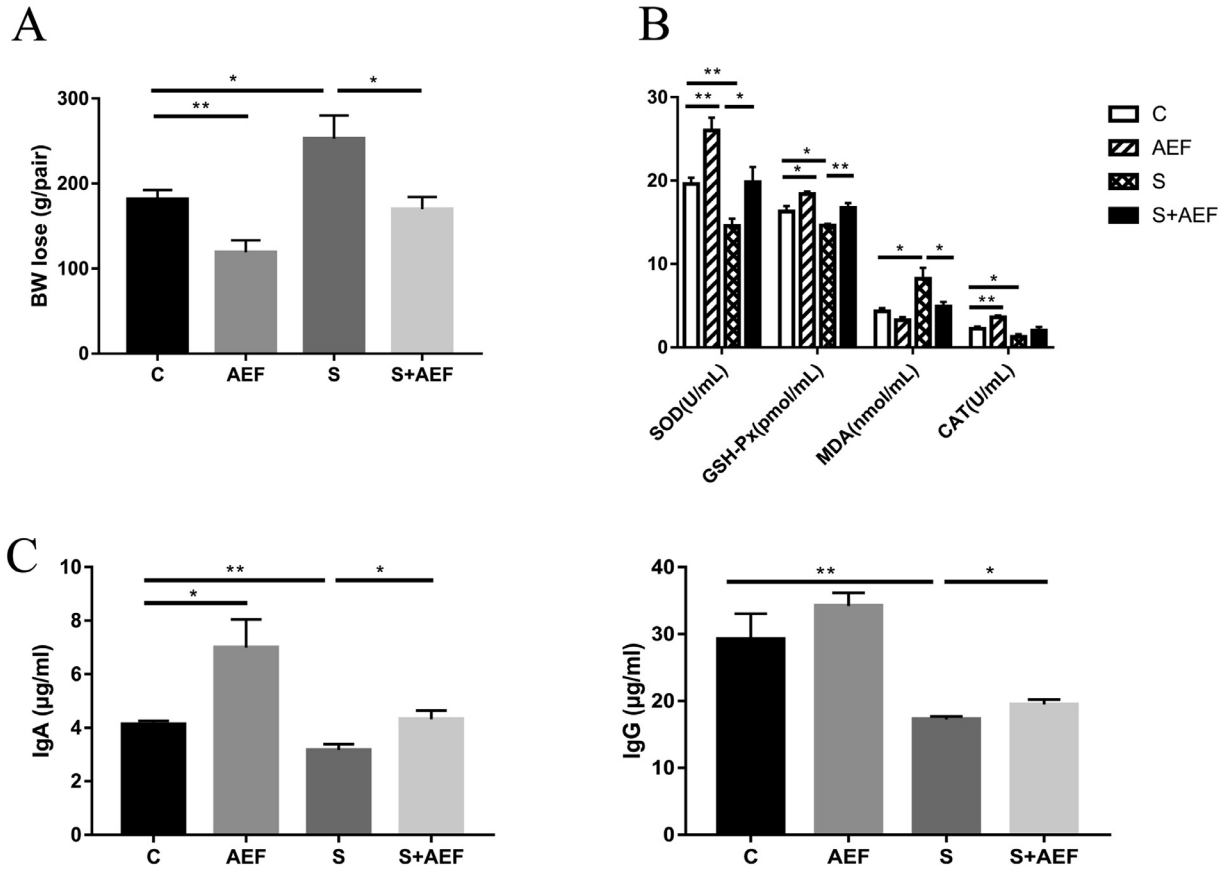 A
BW lose (g/pair)
300
200
100
0
* *
**
C AEF S S+AEF
B
30
20
10
0
**
** *
*
* **
* *
*
**
SOD(U/mL) GSH-Px(pmol/mL) MDA(nmol/mL) CAT(U/mL)
C
AEF
S
S+AEF
C
IgA (μg/ml)
10
8
6
4
2
0
** *
*
C AEF S S+AEF
IgG (μg/ml)
40
30
20
10
0
** *
C AEF S S+AEF